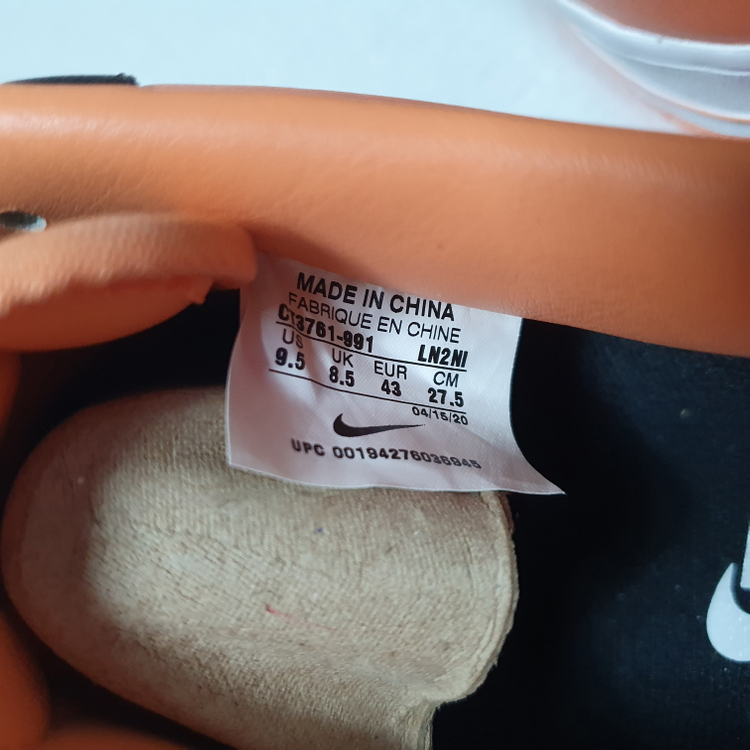 MADE IN CHINA
FABRIQUE EN CHINE
CT3761-991 LN2NI
US UK EUR CM
9.5 8.5 43 27.5
04/15/20
UPC 00194276036945